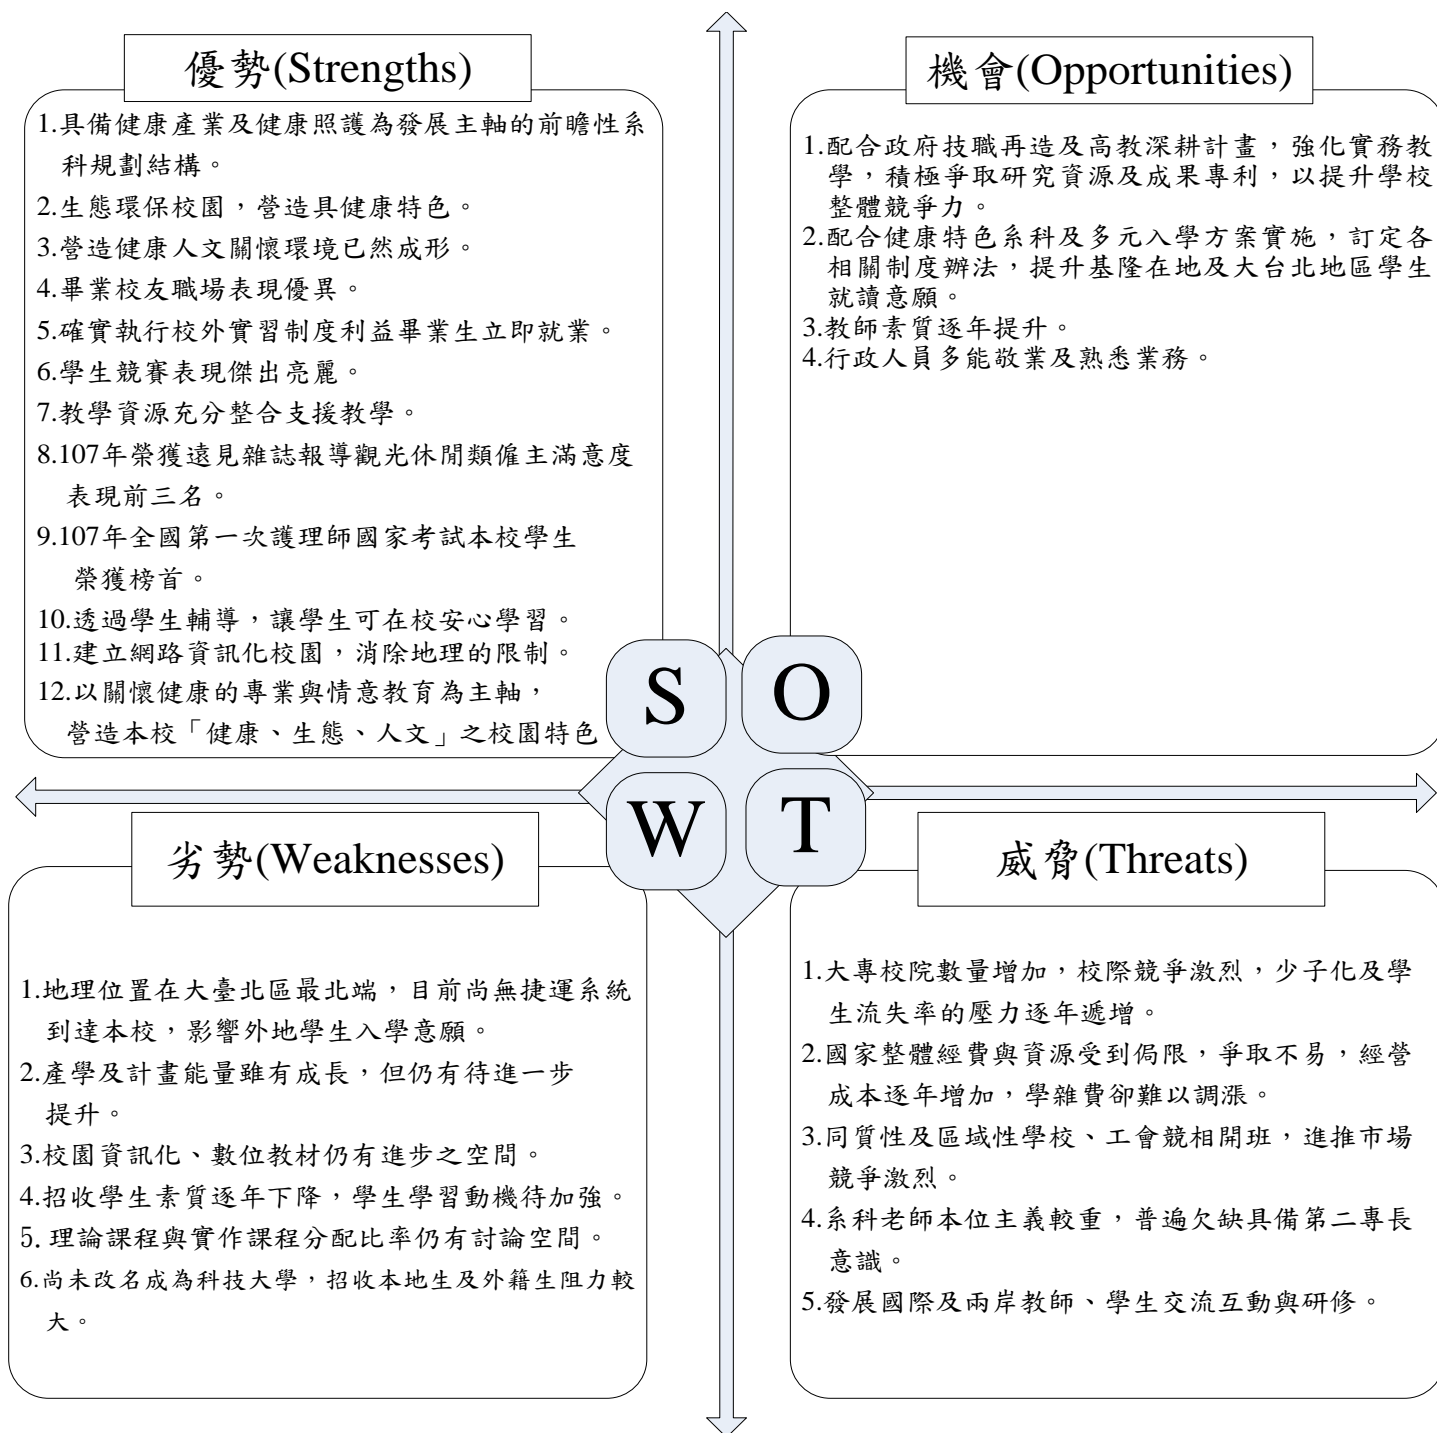 優勢(Strengths)
1.具備健康產業及健康照護為發展主軸的前瞻性系
科規劃結構。
2.生態環保校園，營造具健康特色。
3.營造健康人文關懷環境已然成形。
4.畢業校友職場表現優異。
5.確實執行校外實習制度利益畢業生立即就業。
6.學生競賽表現傑出亮麗。
7.教學資源充分整合支援教學。
8.107年榮獲遠見雜誌報導觀光休閒類僱主滿意度
表現前三名。
9.107年全國第一次護理師國家考試本校學生
榮獲榜首。
10.透過學生輔導，讓學生可在校安心學習。
11.建立網路資訊化校園，消除地理的限制。
12.以關懷健康的專業與情意教育為主軸，
營造本校「健康、生態、人文」之校園特色
機會(Opportunities)
1.配合政府技職再造及高教深耕計畫，強化實務教
學，積極爭取研究資源及成果專利，以提升學校
整體競爭力。
2.配合健康特色系科及多元入學方案實施，訂定各
相關制度辦法，提升基隆在地及大台北地區學生
就讀意願。
3.教師素質逐年提升。
4.行政人員多能敬業及熟悉業務。
S
O
W
T
劣勢(Weaknesses)
1.地理位置在大臺北區最北端，目前尚無捷運系統
到達本校，影響外地學生入學意願。
2.產學及計畫能量雖有成長，但仍有待進一步
提升。
3.校園資訊化、數位教材仍有進步之空間。
4.招收學生素質逐年下降，學生學習動機待加強。
5.理論課程與實作課程分配比率仍有討論空間。
6.尚未改名成為科技大學，招收本地生及外籍生阻力較
大。
威脅(Threats)
1.大專校院數量增加，校際競爭激烈，少子化及學
生流失率的壓力逐年遞增。
2.國家整體經費與資源受到侷限，爭取不易，經營
成本逐年增加，學雜費卻難以調漲。
3.同質性及區域性學校、工會競相開班，進推市場
競爭激烈。
4.系科老師本位主義較重，普遍欠缺具備第二專長
意識。
5.發展國際及兩岸教師、學生交流互動與研修。